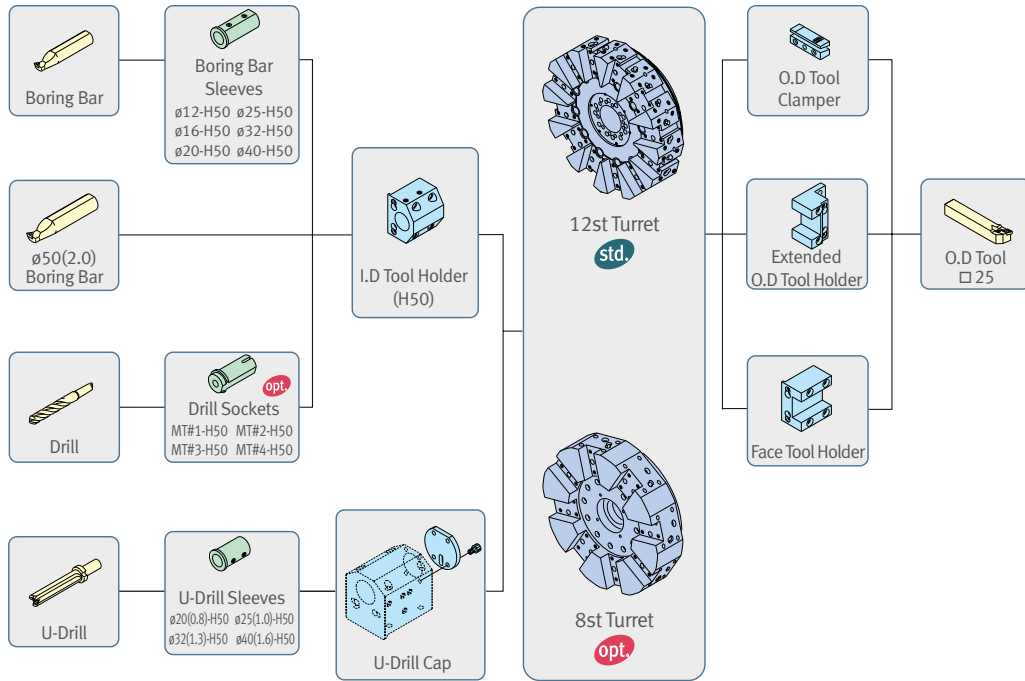 Boring Bar
Boring Bar
Sleeves
ø12-H50 ø25-H50
ø16-H50 ø32-H50
ø20-H50 ø40-H50
ø50(2.0)
Boring Bar
Drill
opt.
Drill Sockets
MT#1-H50 MT#2-H50
MT#3-H50 MT#4-H50
U-Drill
U-Drill Sleeves
ø20(0.8)-H50 ø25(1.0)-H50
ø32(1.3)-H50 ø40(1.6)-H50
I.D Tool Holder
(H50)
U-Drill Cap
12st Turret
std.
8st Turret
opt.
O.D Tool
Clamper
Extended
O.D Tool Holder
Face Tool Holder
O.D Tool
□ 25